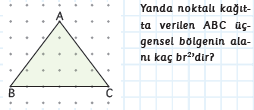 A
B
C
Yanda noktalı kağıt-
ta verilen ABC üç-
gensel bölgenin ala-
nı kaç br²'dir?